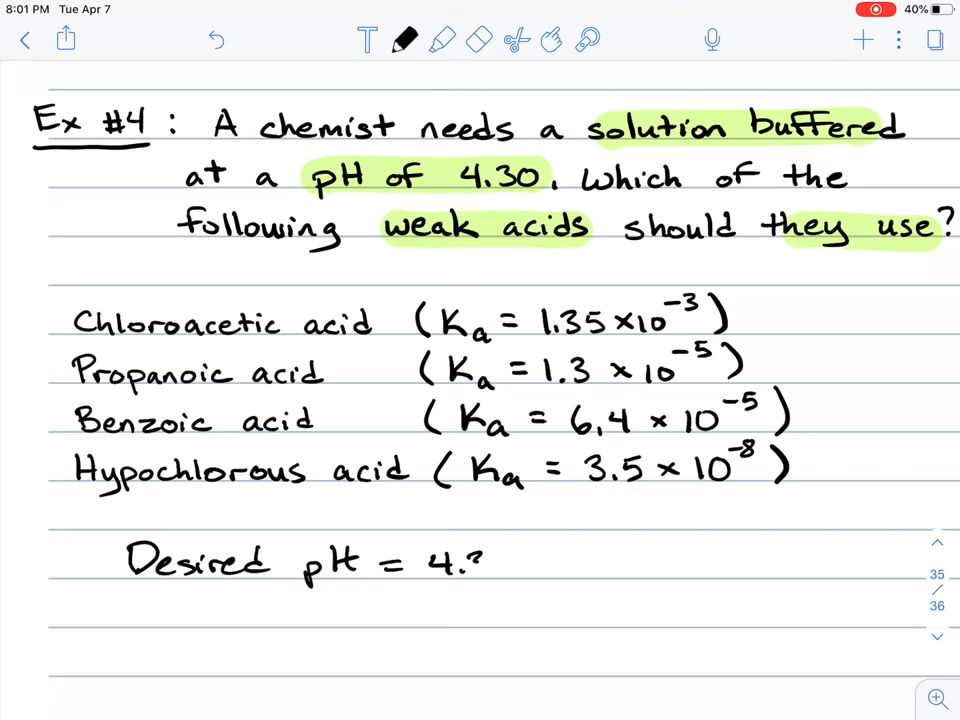 8:01 PM Tue Apr 7
40%
T
Ex #4 : A chemist needs a solution buffered
at a pH of 4.30. Which of the
following weak acids should they use?
Chloroacetic acid (Ka = 1.35 ×10⁻³)
Propanoic acid (Ka = 1.3 × 10⁻⁵)
Benzoic acid (Ka = 6.4 × 10⁻⁵)
Hypochlorous acid (Ka = 3.5 × 10⁻⁸)
Desired pH = 4.
35
/
36